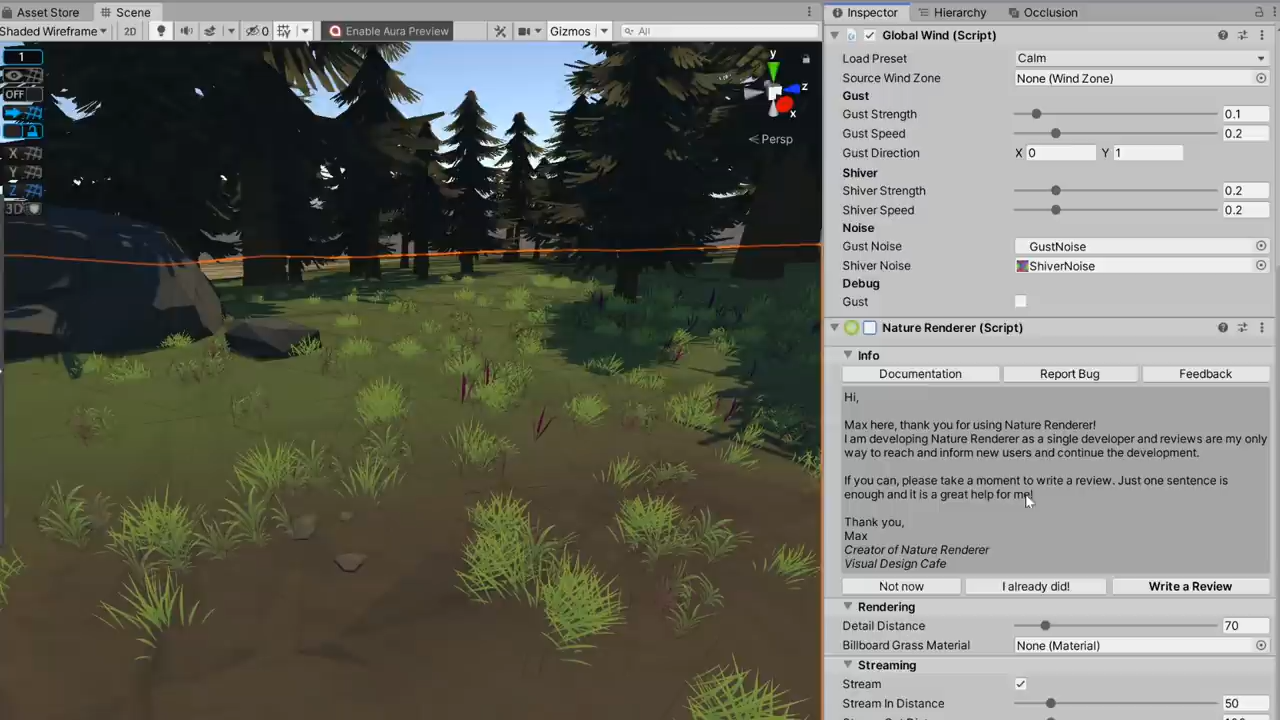 Asset Store
Scene
Inspector
Hierarchy
Occlusion
Shaded Wireframe
2D
0
Enable Aura Preview
Gizmos
All
1
OFF
X
Y
Z
3D
y
z
x
Persp
Global Wind (Script)
Load Preset
Calm
Source Wind Zone
None (Wind Zone)
Gust
Gust Strength
0.1
Gust Speed
0.2
Gust Direction
X 0
Y 1
Shiver
Shiver Strength
0.2
Shiver Speed
0.2
Noise
Gust Noise
GustNoise
Shiver Noise
ShiverNoise
Debug
Gust
Nature Renderer (Script)
Info
Documentation
Report Bug
Feedback
Hi,
Max here, thank you for using Nature Renderer!
I am developing Nature Renderer as a single developer and reviews are my only
way to reach and inform new users and continue the development.
If you can, please take a moment to write a review. Just one sentence is
enough and it is a great help for me!
Thank you,
Max
Creator of Nature Renderer
Visual Design Cafe
Not now
I already did!
Write a Review
Rendering
Detail Distance
70
Billboard Grass Material
None (Material)
Streaming
Stream
Stream In Distance
50